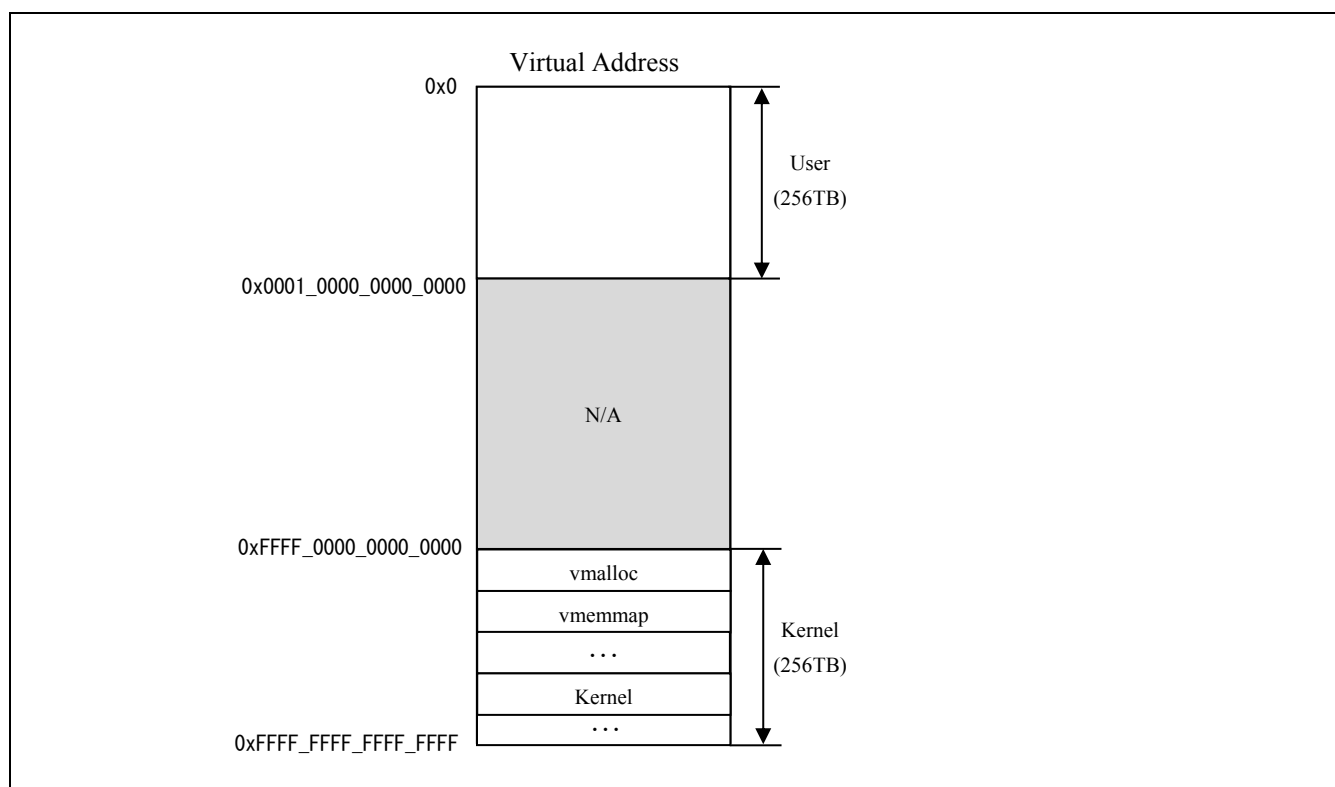 Virtual Address
0x0
User
(256TB)
0x0001_0000_0000_0000
N/A
0xFFFF_0000_0000_0000
vmalloc
vmemmap
...
Kernel
Kernel
(256TB)
...
0xFFFF_FFFF_FFFF_FFFF